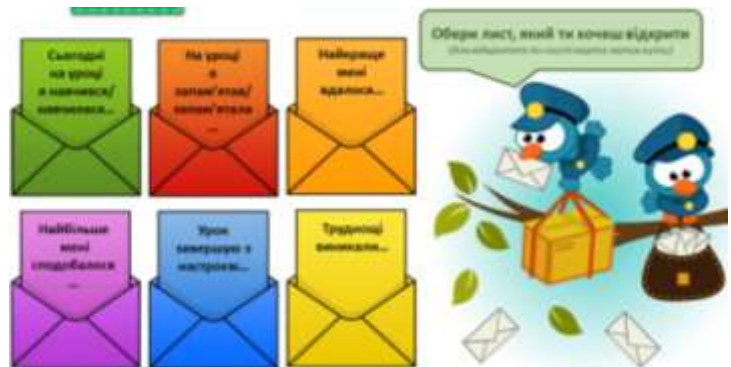 Сьогодні
на уроці
я навчився/
навчилася...
На уроці
я
запам'ятав/
запам'ятала
...
Найкраще
мені
вдалося...
Найбільше
мені
сподобалося
...
Урок
завершую з
настроєм...
Труднощі
виникали...
Обери лист, який ти хочеш відкрити